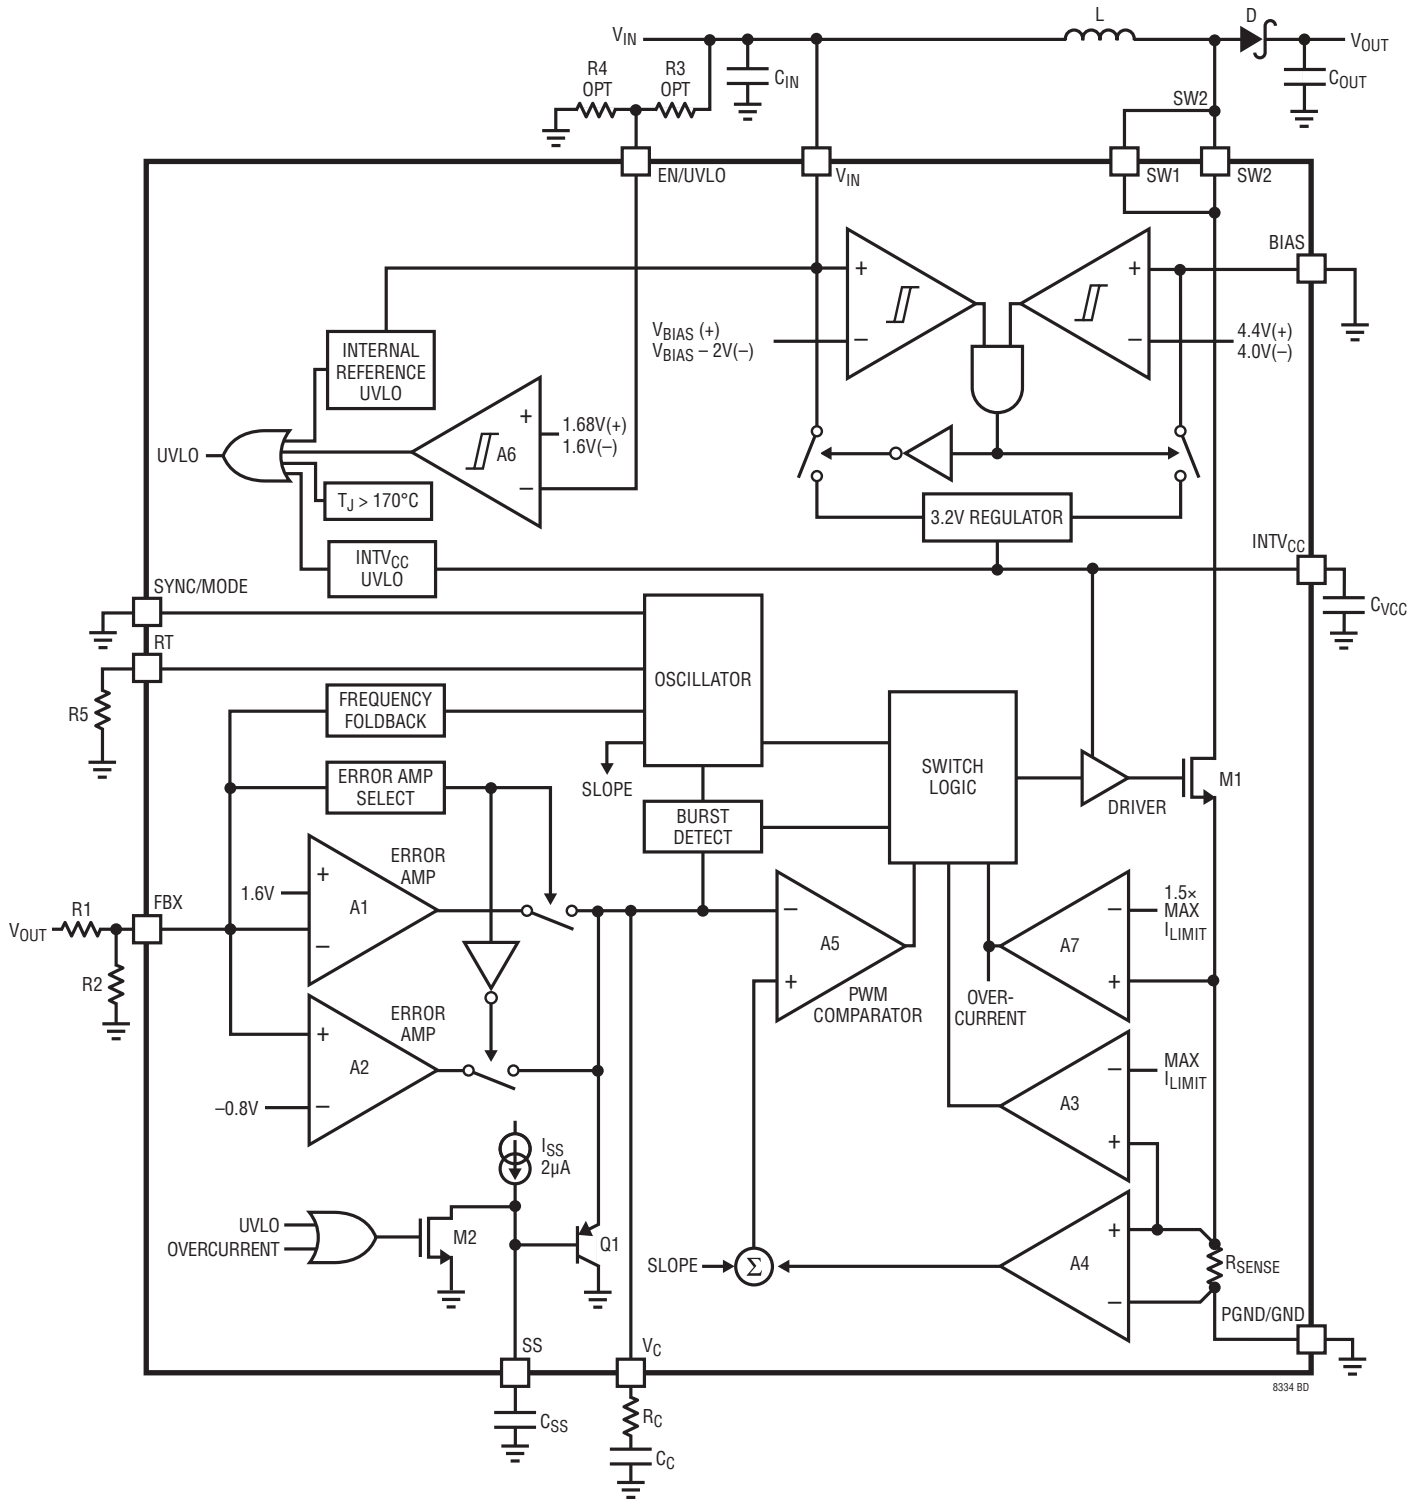 VIN
L
D
VOUT
R4
OPT
R3
OPT
CIN
COUT
SW2
EN/UVLO
VIN
SW1
SW2
BIAS
+
+
VBIAS (+)
VBIAS – 2V(–)
–
–
4.4V(+)
4.0V(–)
INTERNAL
REFERENCE
UVLO
+
1.68V(+)
1.6V(–)
A6
–
UVLO
TJ > 170°C
3.2V REGULATOR
INTVCC
UVLO
INTVCC
CVCC
SYNC/MODE
RT
R5
OSCILLATOR
FREQUENCY
FOLDBACK
SLOPE
ERROR AMP
SELECT
BURST
DETECT
SWITCH
LOGIC
DRIVER
M1
ERROR
AMP
+
1.6V
A1
–
FBX
R1
VOUT
R2
–
A5
+
PWM
COMPARATOR
1.5×
MAX
ILIMIT
–
A7
+
OVER-
CURRENT
ERROR
AMP
+
A2
–0.8V
–
MAX
ILIMIT
–
A3
+
ISS
2µA
UVLO
OVERCURRENT
M2
Q1
SLOPE
Σ
+
A4
–
RSENSE
PGND/GND
SS
VC
8334 BD
CSS
RC
CC